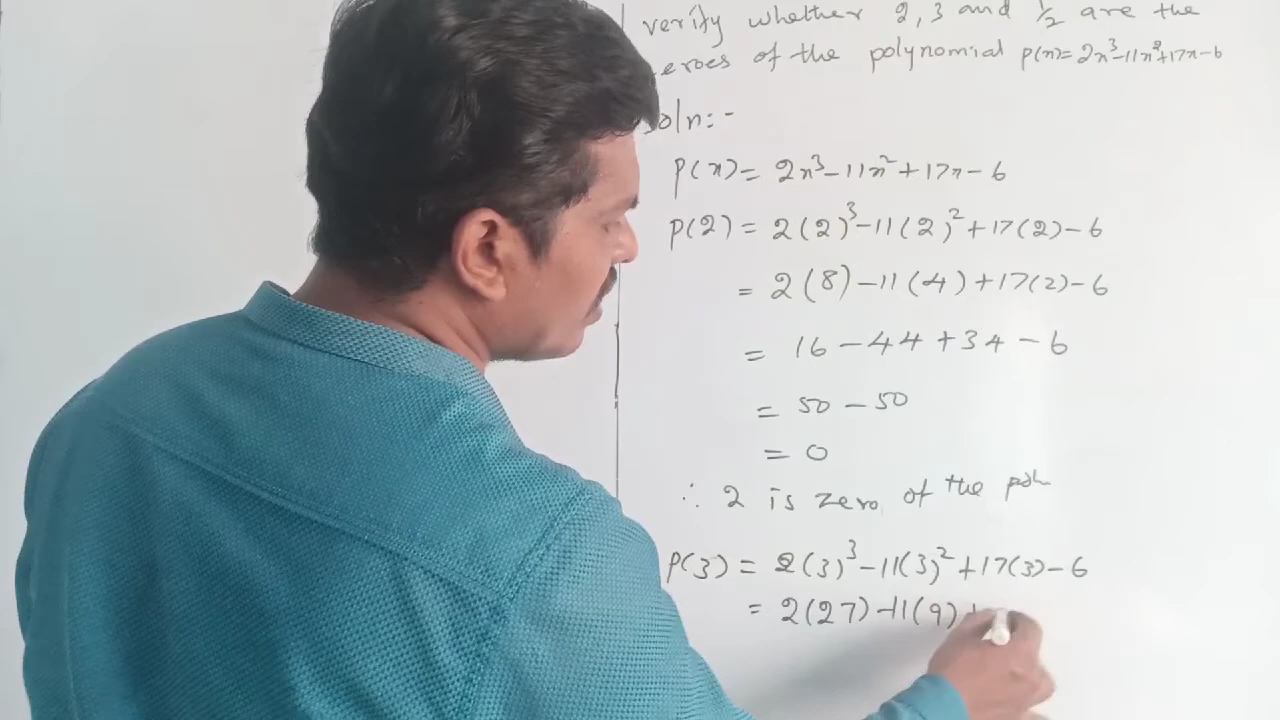 verify whether 2, 3 and 1/2 are the
of the polynomial p(x)=2x³-11x²+17x-6
soln:-
p(x)= 2x³-11x²+17x-6
p(2)= 2(2)³-11(2)²+17(2)-6
= 2(8)-11(4)+17(2)-6
= 16-44+34-6
= 50-50
= 0
∴ 2 is zero of the
p(3)= 2(3)³-11(3)²+17(3)-6
= 2(27)-11(9)+